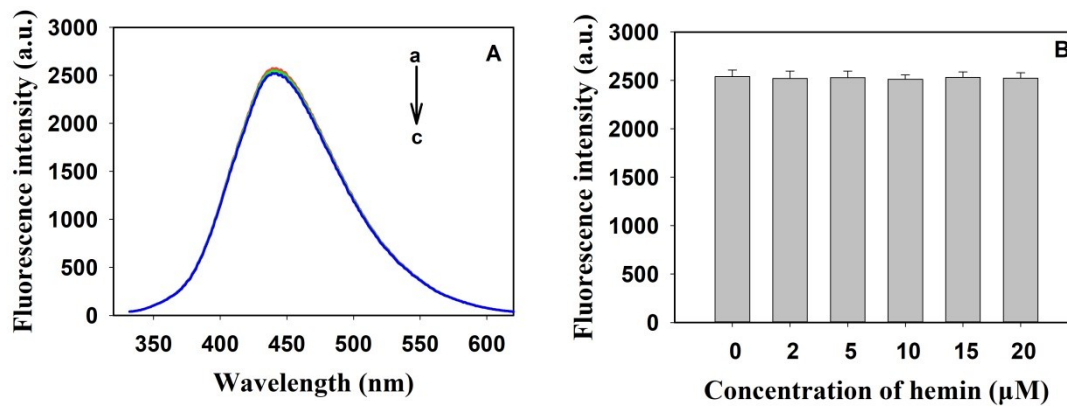 Fluorescence intensity (a.u.)
3000
2500
2000
1500
1000
500
0
A
a
c
350 400 450 500 550 600
Wavelength (nm)
Fluorescence intensity (a.u.)
3000
2500
2000
1500
1000
500
0
B
0 2 5 10 15 20
Concentration of hemin (µM)